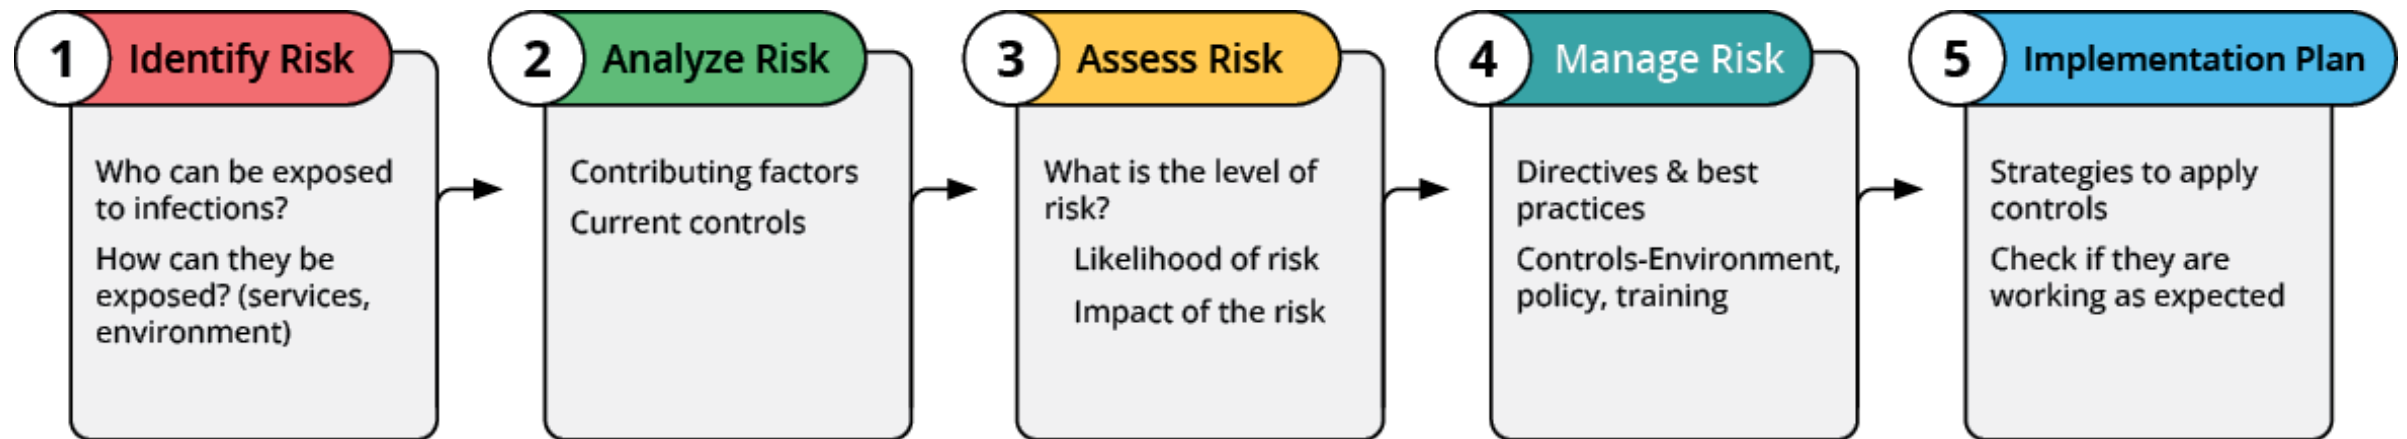 1 Identify Risk
Who can be exposed
to infections?
How can they be
exposed? (services,
environment)
2 Analyze Risk
Contributing factors
Current controls
3 Assess Risk
What is the level of
risk?
Likelihood of risk
Impact of the risk
4 Manage Risk
Directives & best
practices
Controls-Environment,
policy, training
5 Implementation Plan
Strategies to apply
controls
Check if they are
working as expected